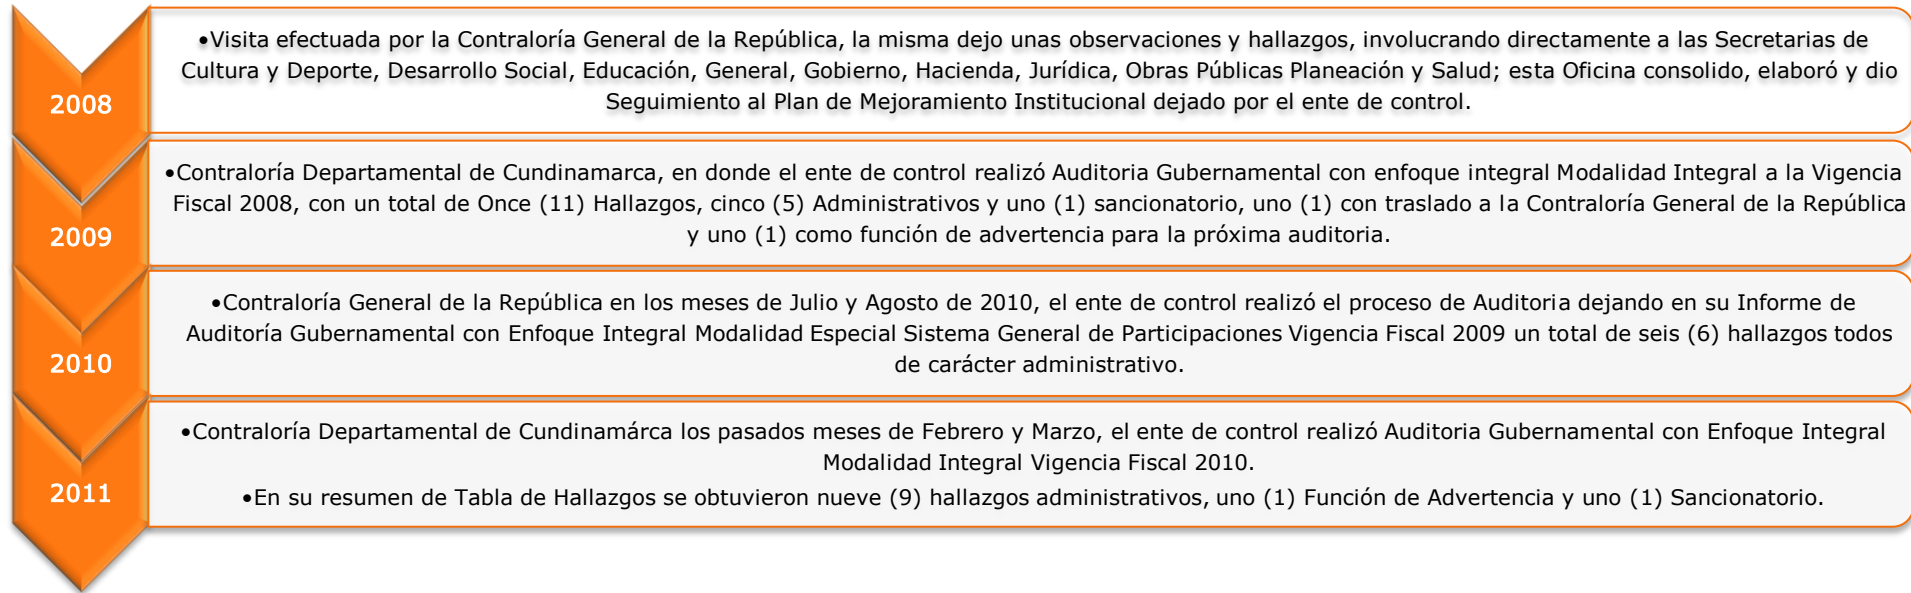 2008
•Visita efectuada por la Contraloría General de la República, la misma dejo unas observaciones y hallazgos, involucrando directamente a las Secretarias de
Cultura y Deporte, Desarrollo Social, Educación, General, Gobierno, Hacienda, Jurídica, Obras Públicas Planeación y Salud; esta Oficina consolido, elaboró y dio
Seguimiento al Plan de Mejoramiento Institucional dejado por el ente de control.
2009
•Contraloría Departamental de Cundinamarca, en donde el ente de control realizó Auditoria Gubernamental con enfoque integral Modalidad Integral a la Vigencia
Fiscal 2008, con un total de Once (11) Hallazgos, cinco (5) Administrativos y uno (1) sancionatorio, uno (1) con traslado a la Contraloría General de la República
y uno (1) como función de advertencia para la próxima auditoria.
2010
•Contraloría General de la República en los meses de Julio y Agosto de 2010, el ente de control realizó el proceso de Auditoria dejando en su Informe de
Auditoría Gubernamental con Enfoque Integral Modalidad Especial Sistema General de Participaciones Vigencia Fiscal 2009 un total de seis (6) hallazgos todos
de carácter administrativo.
2011
•Contraloría Departamental de Cundinamárca los pasados meses de Febrero y Marzo, el ente de control realizó Auditoria Gubernamental con Enfoque Integral
Modalidad Integral Vigencia Fiscal 2010.
•En su resumen de Tabla de Hallazgos se obtuvieron nueve (9) hallazgos administrativos, uno (1) Función de Advertencia y uno (1) Sancionatorio.